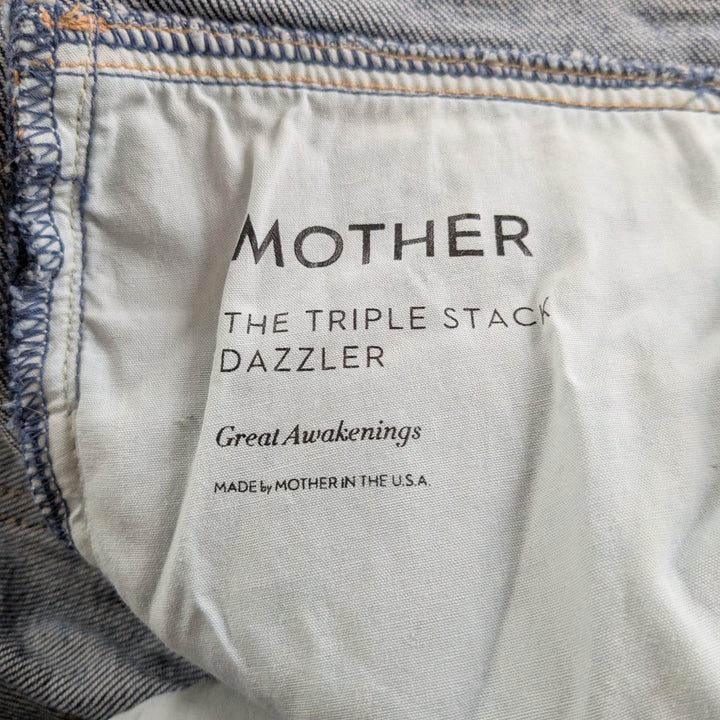 MOTHER
THE TRIPLE STACK
DAZZLER
Great Awakenings
MADE by MOTHER IN THE U.S.A.